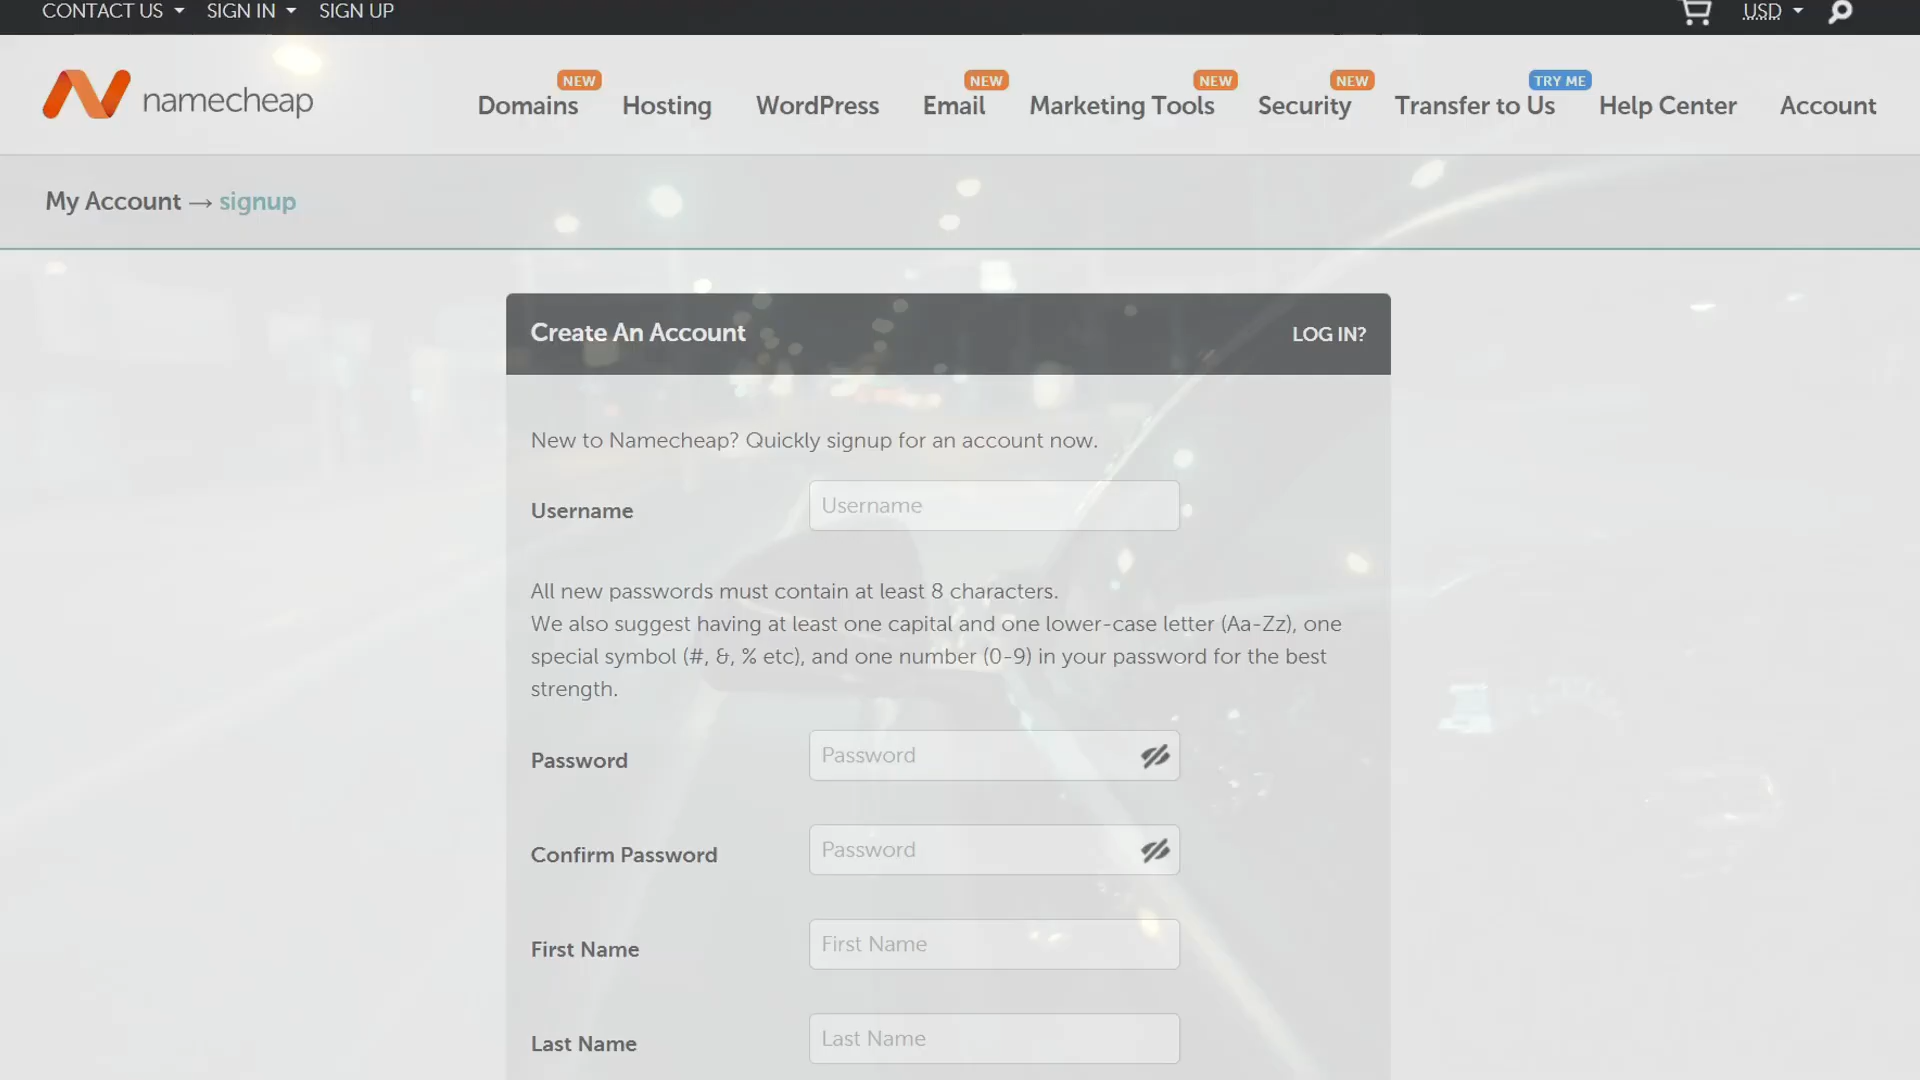 CONTACT US SIGN IN SIGN UP USD
namecheap
NEW NEW NEW NEW TRY ME
Domains Hosting WordPress Email Marketing Tools Security Transfer to Us Help Center Account
My Account → signup
Create An Account LOG IN?
New to Namecheap? Quickly signup for an account now.
Username Username
All new passwords must contain at least 8 characters.
We also suggest having at least one capital and one lower-case letter (Aa-Zz), one
special symbol (#, &, % etc), and one number (0-9) in your password for the best
strength.
Password Password
Confirm Password Password
First Name First Name
Last Name Last Name